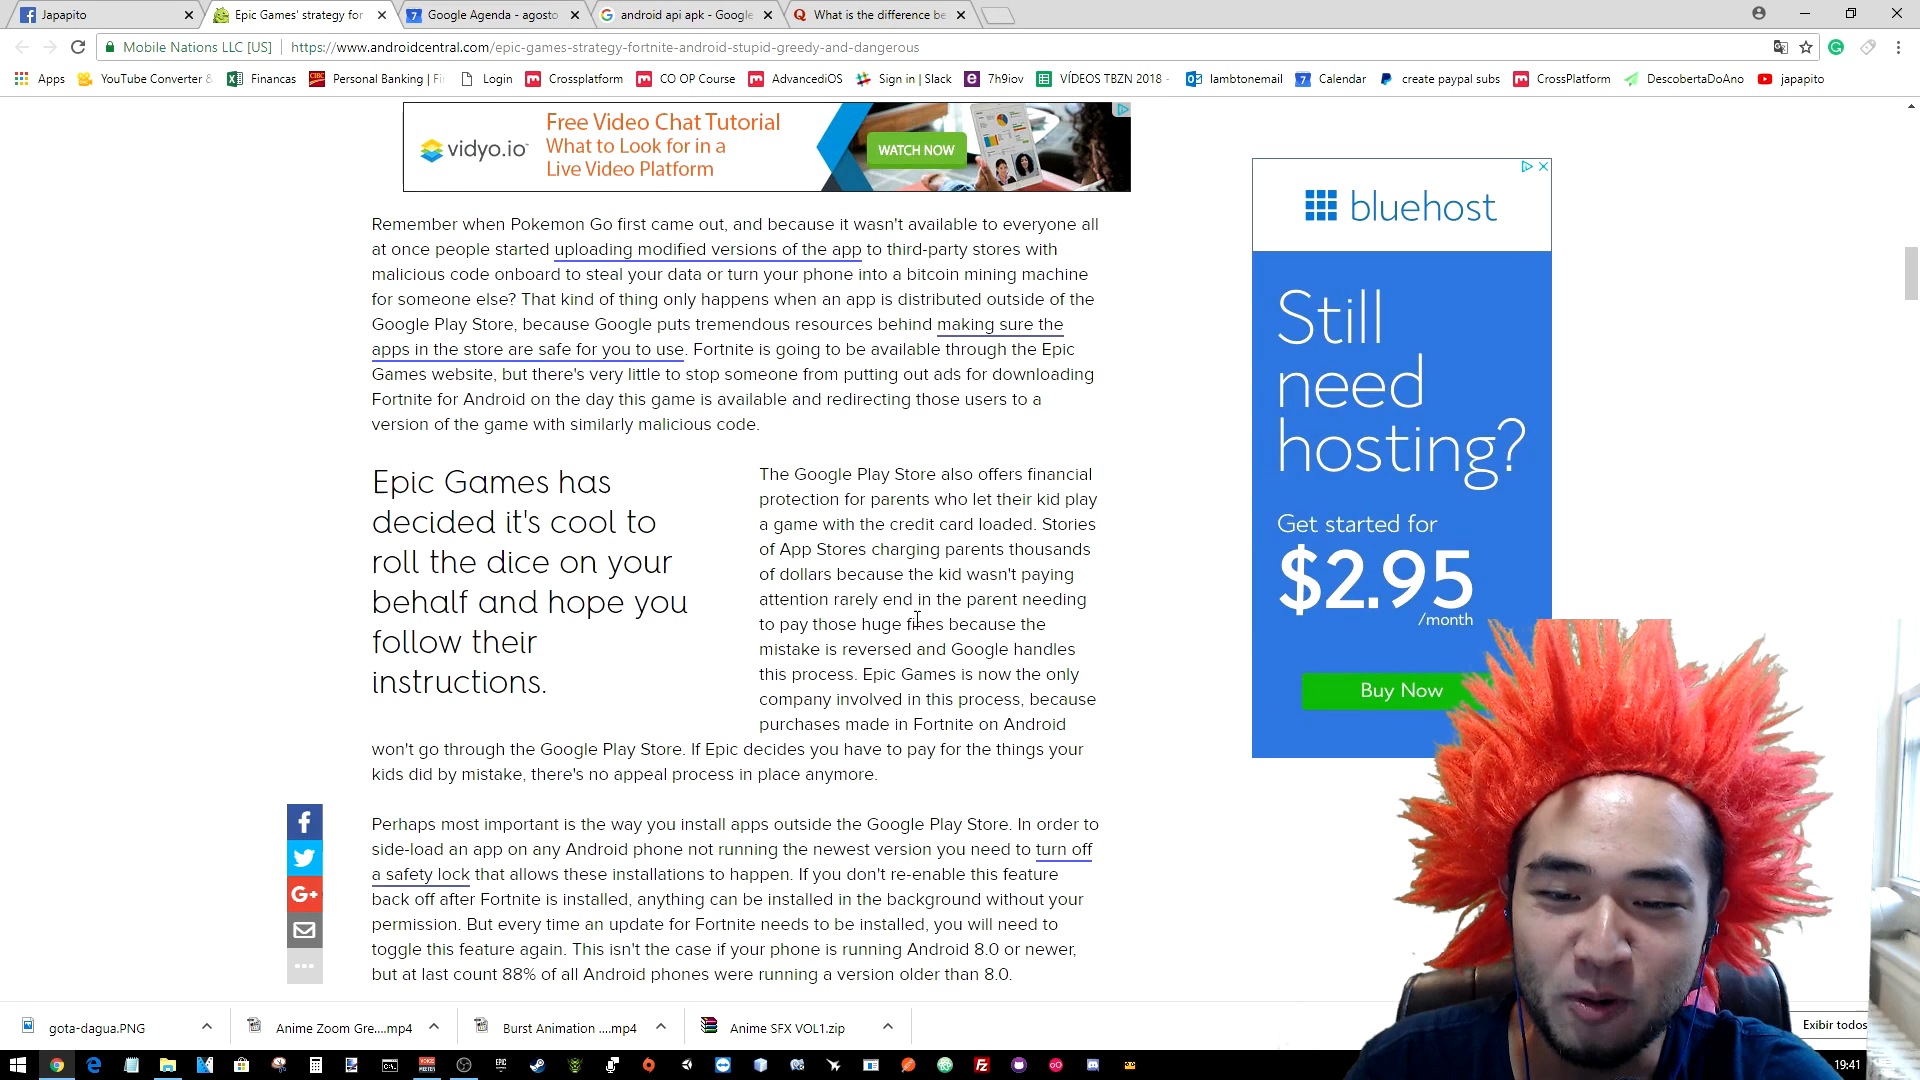 Japapito
Epic Games' strategy for
Google Agenda - agosto
android api apk - Google
What is the difference be
Mobile Nations LLC [US]
https://www.androidcentral.com/epic-games-strategy-fortnite-android-stupid-greedy-and-dangerous
Apps
YouTube Converter &
Financas
Personal Banking | Fi
Login
Crossplatform
CO OP Course
AdvancediOS
Sign in | Slack
7h9iov
VÍDEOS TBZN 2018 -
lambtonemail
Calendar
create paypal subs
CrossPlatform
DescobertaDoAno
japapito
vidyo.io
Free Video Chat Tutorial
What to Look for in a
Live Video Platform
WATCH NOW
Remember when Pokemon Go first came out, and because it wasn't available to everyone all
at once people started uploading modified versions of the app to third-party stores with
malicious code onboard to steal your data or turn your phone into a bitcoin mining machine
for someone else? That kind of thing only happens when an app is distributed outside of the
Google Play Store, because Google puts tremendous resources behind making sure the
apps in the store are safe for you to use. Fortnite is going to be available through the Epic
Games website, but there's very little to stop someone from putting out ads for downloading
Fortnite for Android on the day this game is available and redirecting those users to a
version of the game with similarly malicious code.
Epic Games has
decided it's cool to
roll the dice on your
behalf and hope you
follow their
instructions.
The Google Play Store also offers financial
protection for parents who let their kid play
a game with the credit card loaded. Stories
of App Stores charging parents thousands
of dollars because the kid wasn't paying
attention rarely end in the parent needing
to pay those huge fines because the
mistake is reversed and Google handles
this process. Epic Games is now the only
company involved in this process, because
purchases made in Fortnite on Android
won't go through the Google Play Store. If Epic decides you have to pay for the things your
kids did by mistake, there's no appeal process in place anymore.
Perhaps most important is the way you install apps outside the Google Play Store. In order to
side-load an app on any Android phone not running the newest version you need to turn off
a safety lock that allows these installations to happen. If you don't re-enable this feature
back off after Fortnite is installed, anything can be installed in the background without your
permission. But every time an update for Fortnite needs to be installed, you will need to
toggle this feature again. This isn't the case if your phone is running Android 8.0 or newer,
but at last count 88% of all Android phones were running a version older than 8.0.
bluehost
Still
need
hosting?
Get started for
$2.95
/month
Buy Now
gota-dagua.PNG
Anime Zoom Gre....mp4
Burst Animation ....mp4
Anime SFX VOL1.zip
Exibir todos
19:41